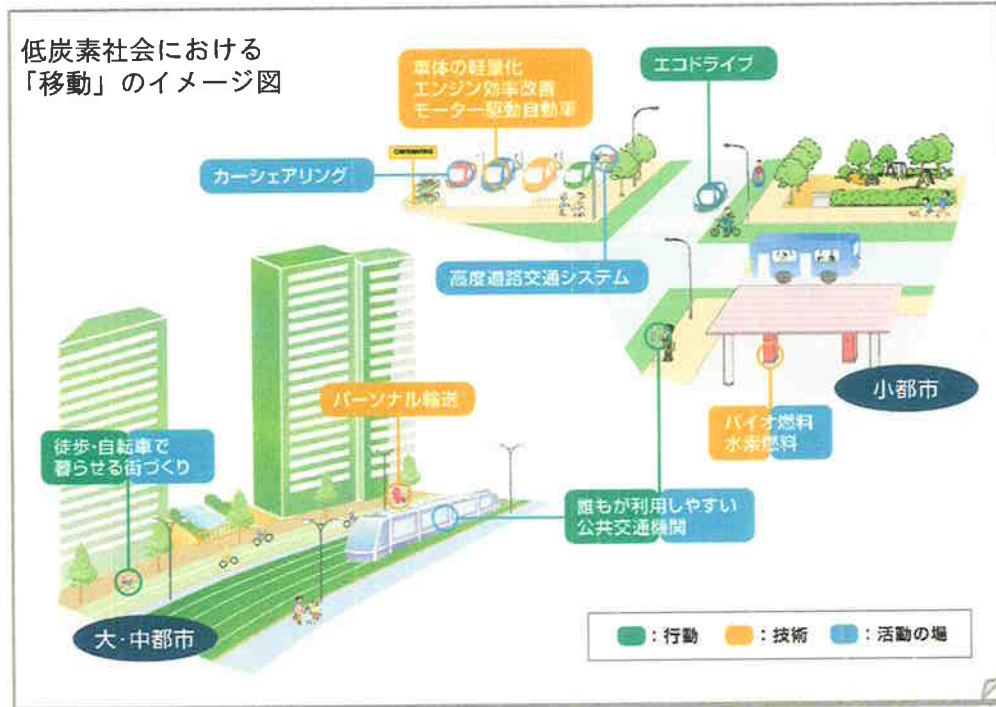 低炭素社会における
「移動」のイメージ図
車体の軽量化
エンジン効率改善
モーター駆動自動車
エコドライブ
カーシェアリング
CARSHARING
高度道路交通システム
小都市
パーソナル輸送
バイオ燃料
水素燃料
徒歩・自転車で
暮らせる街づくり
誰もが利用しやすい
公共交通機関
大・中都市
:行動
:技術
:活動の場